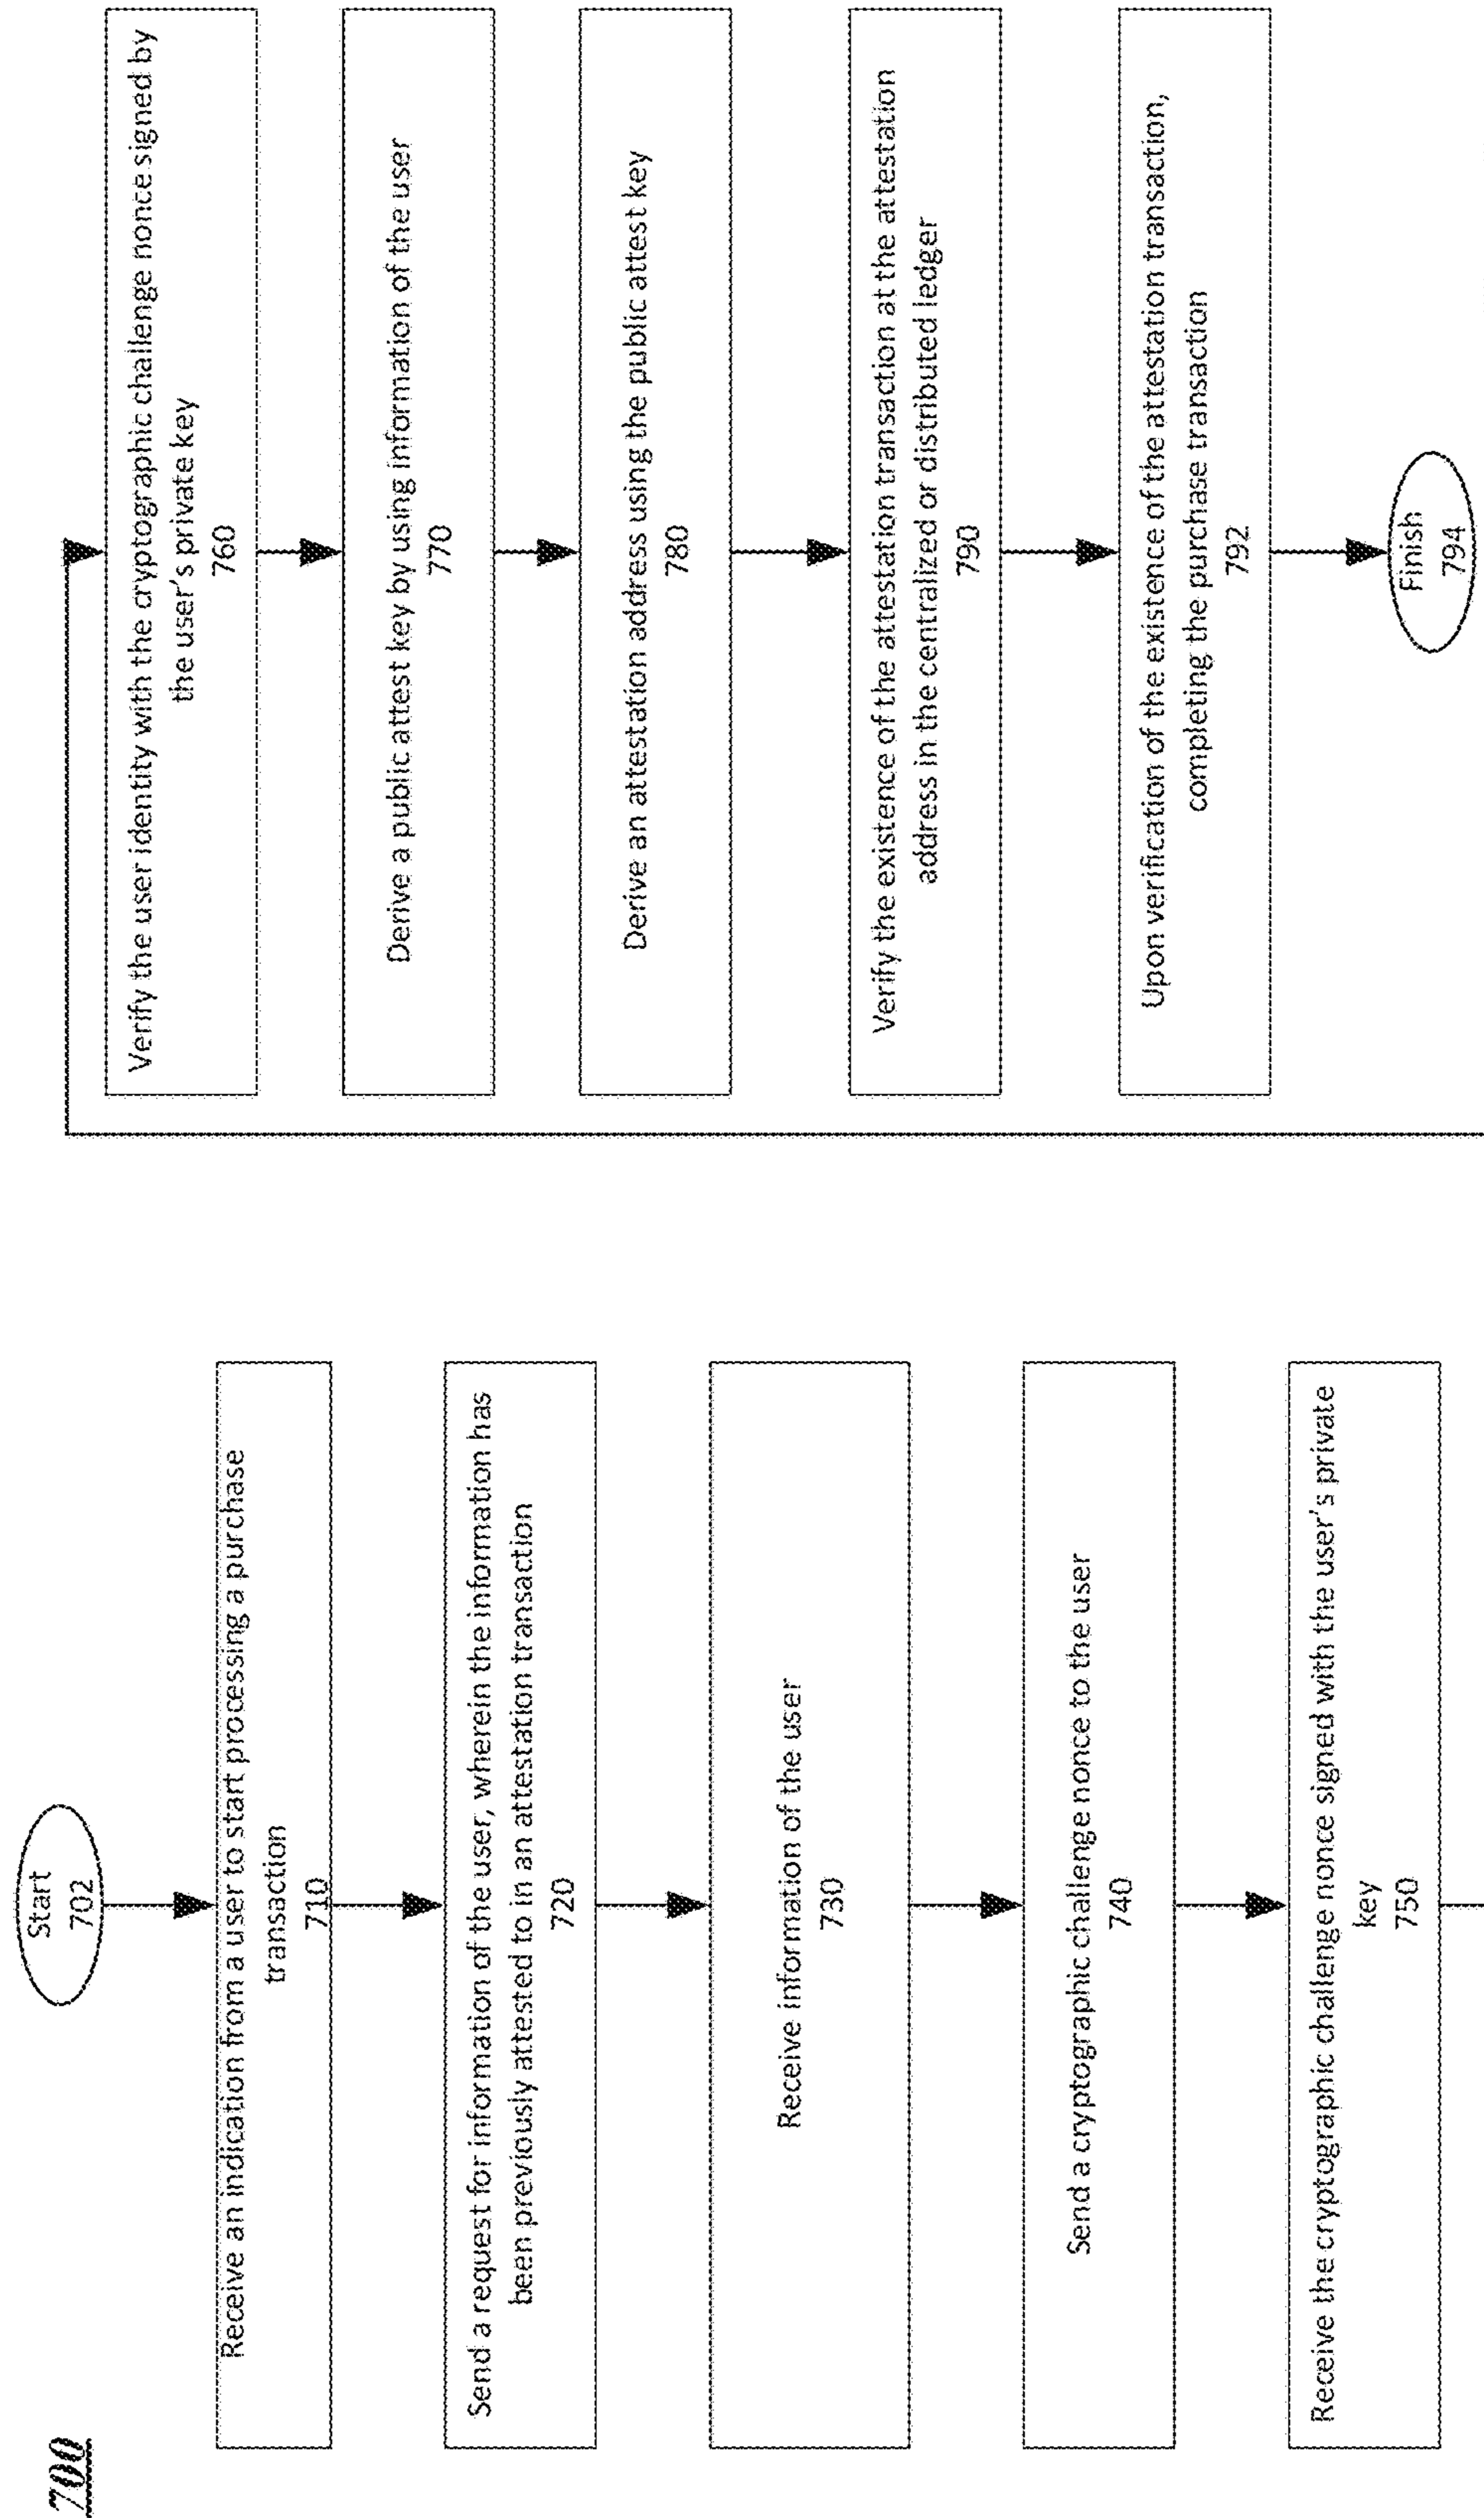 700
Start
702
Receive an indication from a user to start processing a purchase
transaction
710
Send a request for information of the user, wherein the information has
been previously attested to in an attestation transaction
720
Receive information of the user
730
Send a cryptographic challenge nonce to the user
740
Receive the cryptographic challenge nonce signed with the user's private
key
750
Verify the user identity with the cryptographic challenge nonce signed by
the user's private key
760
Derive a public attest key by using information of the user
770
Derive an attestation address using the public attest key
780
Verify the existence of the attestation transaction at the attestation
address in the centralized or distributed ledger
790
Upon verification of the existence of the attestation transaction,
completing the purchase transaction
792
Finish
794